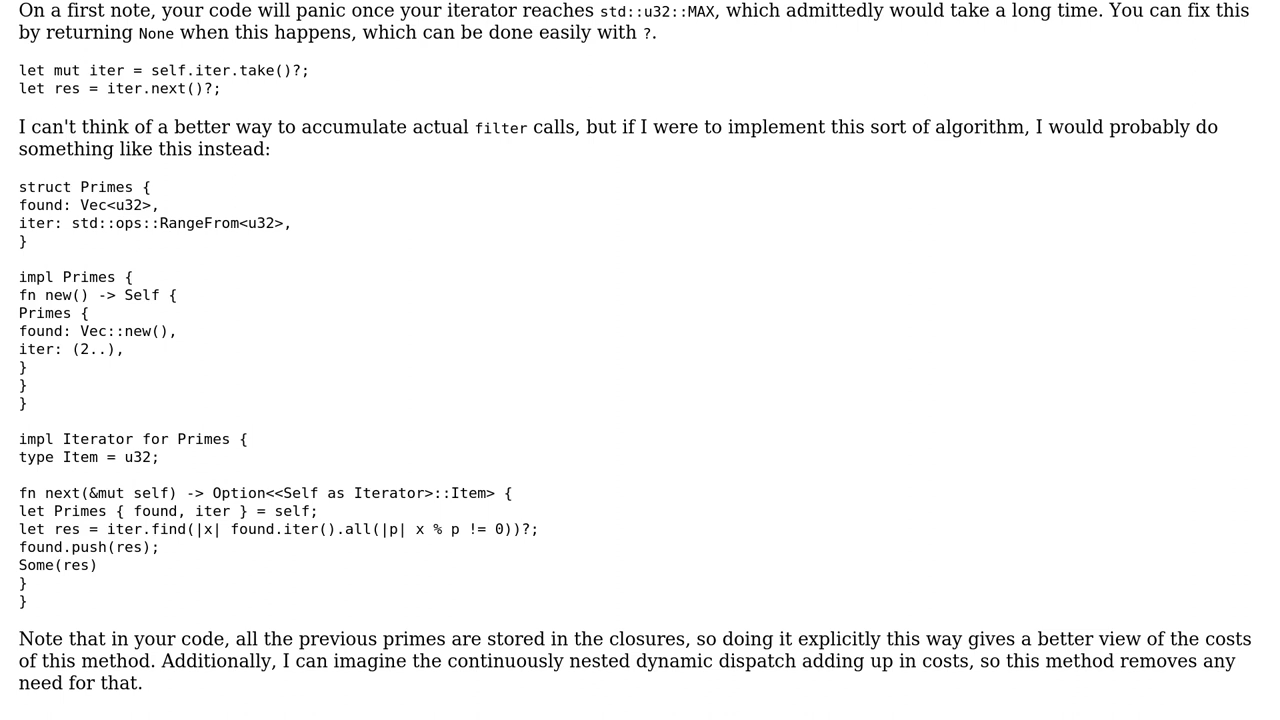 On a first note, your code will panic once your iterator reaches std::u32::MAX, which admittedly would take a long time. You can fix this
by returning None when this happens, which can be done easily with ?.
let mut iter = self.iter.take()?;
let res = iter.next()?;
I can't think of a better way to accumulate actual filter calls, but if I were to implement this sort of algorithm, I would probably do
something like this instead:
struct Primes {
found: Vec<u32>,
iter: std::ops::RangeFrom<u32>,
}
impl Primes {
fn new() -> Self {
Primes {
found: Vec::new(),
iter: (2..),
}
}
}
impl Iterator for Primes {
type Item = u32;
fn next(&mut self) -> Option<<Self as Iterator>::Item> {
let Primes { found, iter } = self;
let res = iter.find(|x| found.iter().all(|p| x % p != 0))?;
found.push(res);
Some(res)
}
}
Note that in your code, all the previous primes are stored in the closures, so doing it explicitly this way gives a better view of the costs
of this method. Additionally, I can imagine the continuously nested dynamic dispatch adding up in costs, so this method removes any
need for that.